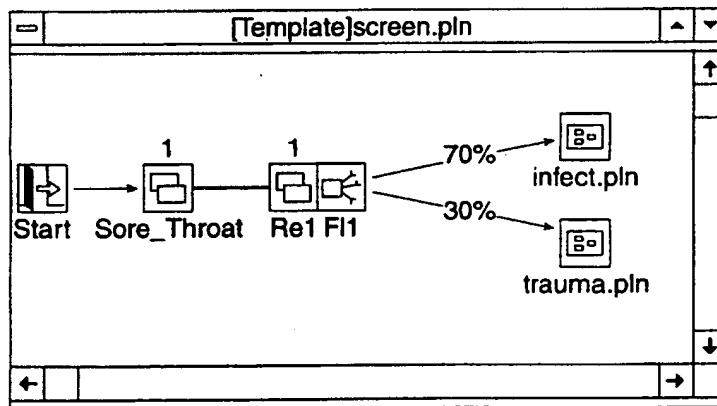 [Template]screen.pln
1
1
70%
30%
Start
Sore_Throat
Re1 Fl1
infect.pln
trauma.pln